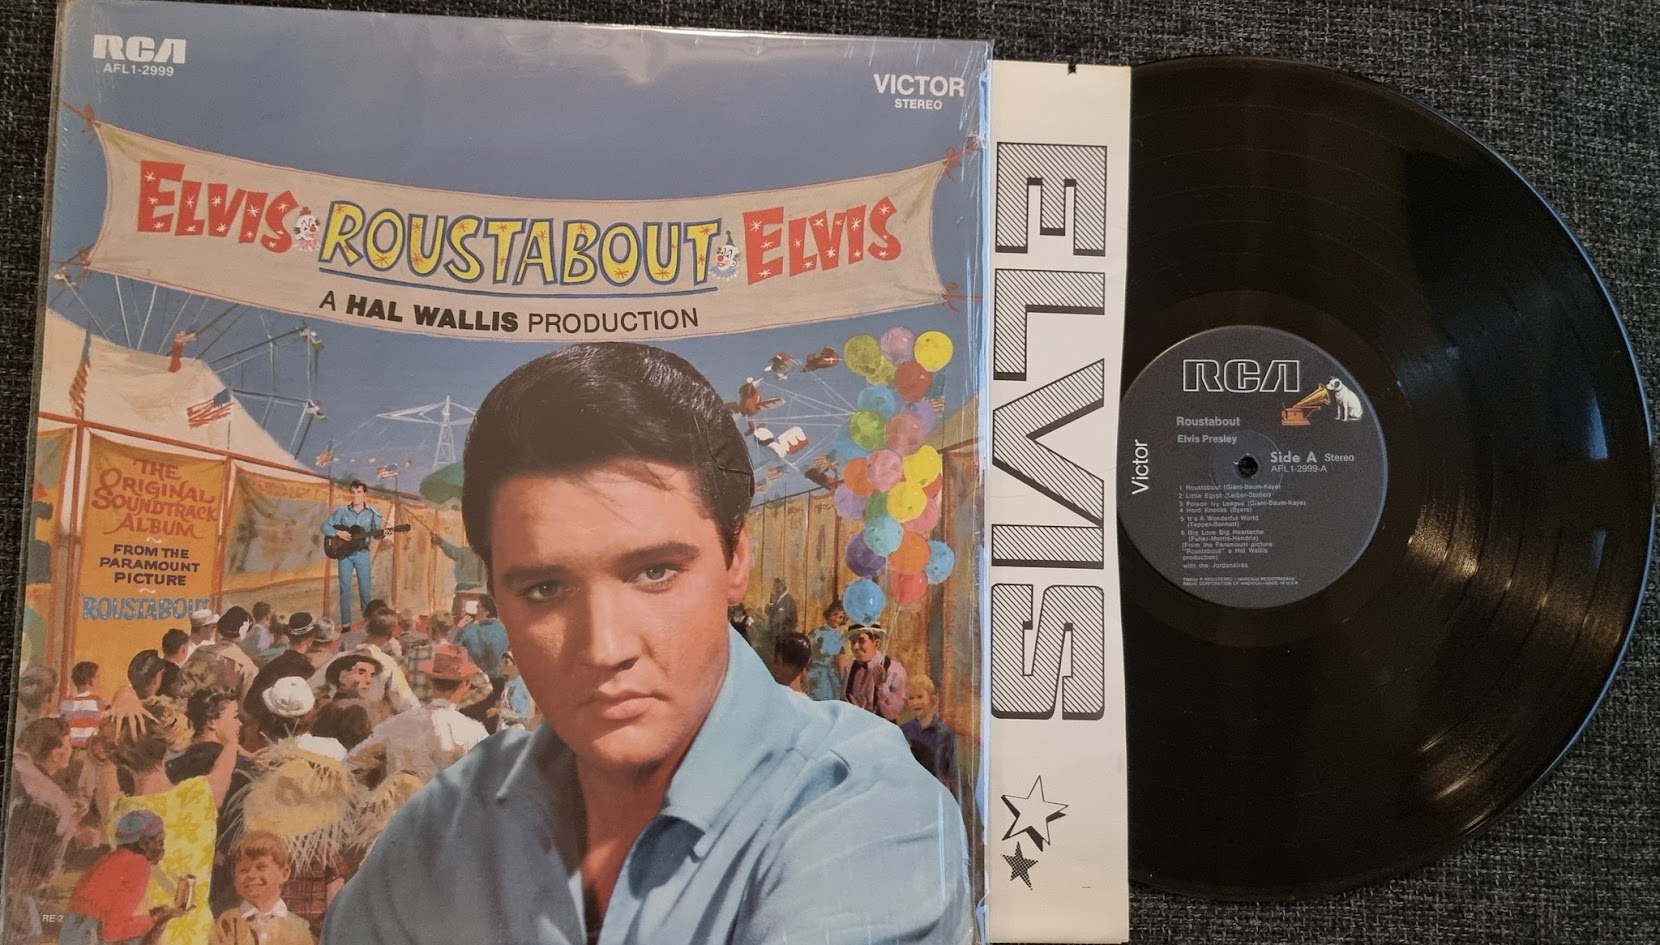 RCA
AFL1-2999
VICTOR
STEREO
ELVIS ROUSTABOUT ELVIS
A HAL WALLIS PRODUCTION
THE
ORIGINAL
SOUNDTRACK
ALBUM
FROM THE
PARAMOUNT
PICTURE
"ROUSTABOUT"
RE 2
ELVIS
RCA
Victor
Roustabout
Elvis Presley
Side A Stereo
AFL1-2999-A
1 Roustabout (Giant-Baum-Kaye)
2 Little Egypt (Leiber-Stoller)
3 Poison Ivy League (Giant-Baum-Kaye)
4 Hard Knocks (Byers)
5 It's A Wonderful World
(Tepper-Bennett)
6 Big Love Big Heartache
(Fuller-Morris-Hendrix)
(From the Paramount picture
"Roustabout" a Hal Wallis
production)
with the Jordanaires